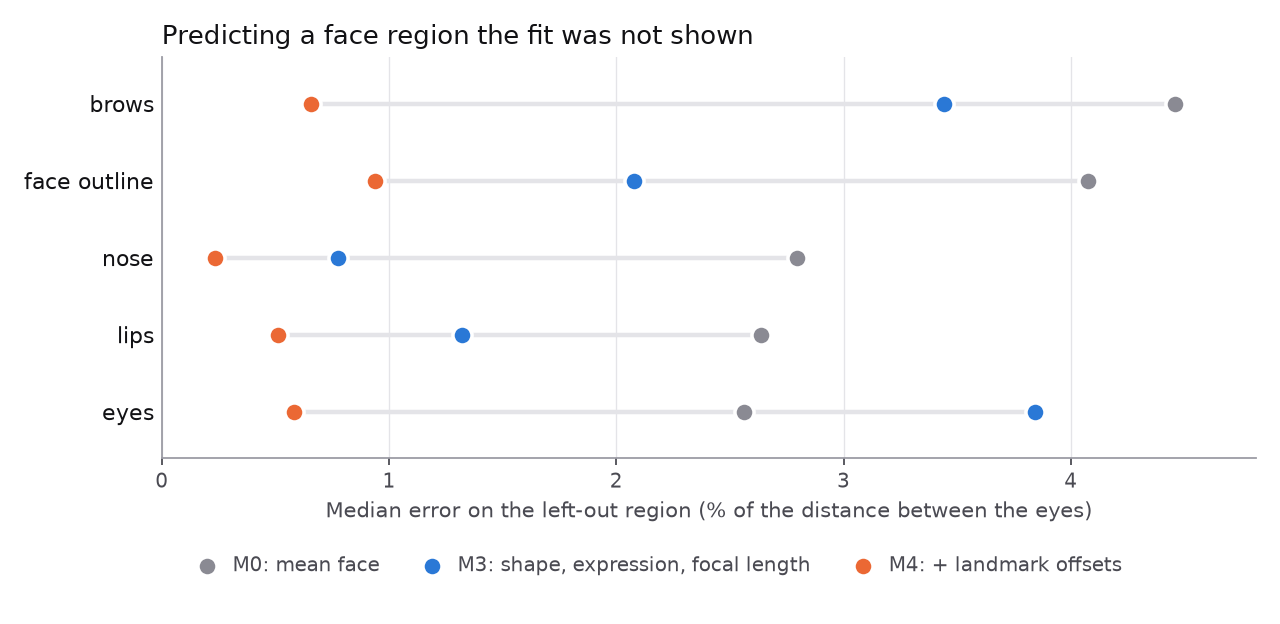 Predicting a face region the fit was not shown
brows
face outline
nose
lips
eyes
0 1 2 3 4
Median error on the left-out region (% of the distance between the eyes)
M0: mean face M3: shape, expression, focal length M4: + landmark offsets